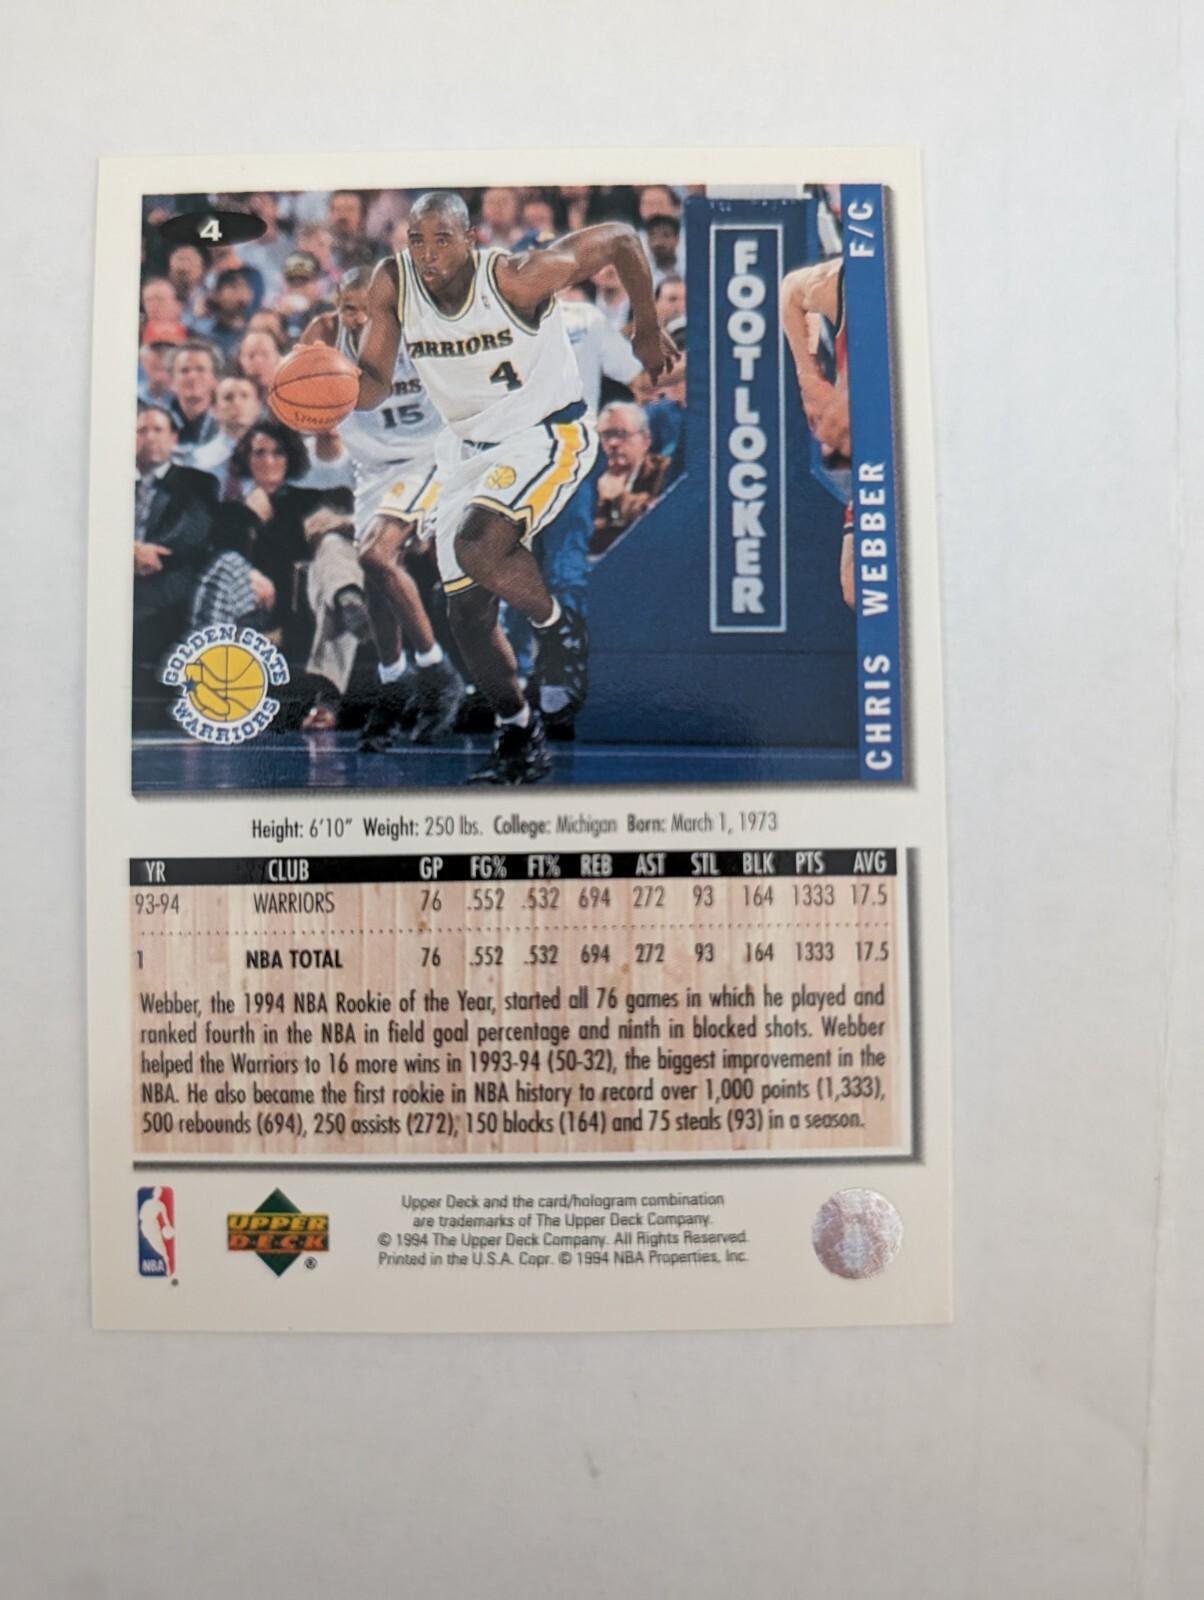 4
F/C
FOOTLOCKER
WARRIORS
4
RS
15
SPALDING
CHRIS WEBBER
GOLDEN STATE
WARRIORS
Height: 6'10" Weight: 250 lbs. College: Michigan Born: March 1, 1973
YR CLUB GP FG% FT% REB AST STL BLK PTS AVG
93-94 WARRIORS 76 .552 .532 694 272 93 164 1333 17.5
1 NBA TOTAL 76 .552 .532 694 272 93 164 1333 17.5
Webber, the 1994 NBA Rookie of the Year, started all 76 games in which he played and
ranked fourth in the NBA in field goal percentage and ninth in blocked shots. Webber
helped the Warriors to 16 more wins in 1993-94 (50-32), the biggest improvement in the
NBA. He also became the first rookie in NBA history to record over 1,000 points (1,333),
500 rebounds (694), 250 assists (272), 150 blocks (164) and 75 steals (93) in a season.
NBA ®
UPPER
DECK ®
Upper Deck and the card/hologram combination
are trademarks of The Upper Deck Company.
© 1994 The Upper Deck Company. All Rights Reserved.
Printed in the U.S.A. Copr. © 1994 NBA Properties, Inc.